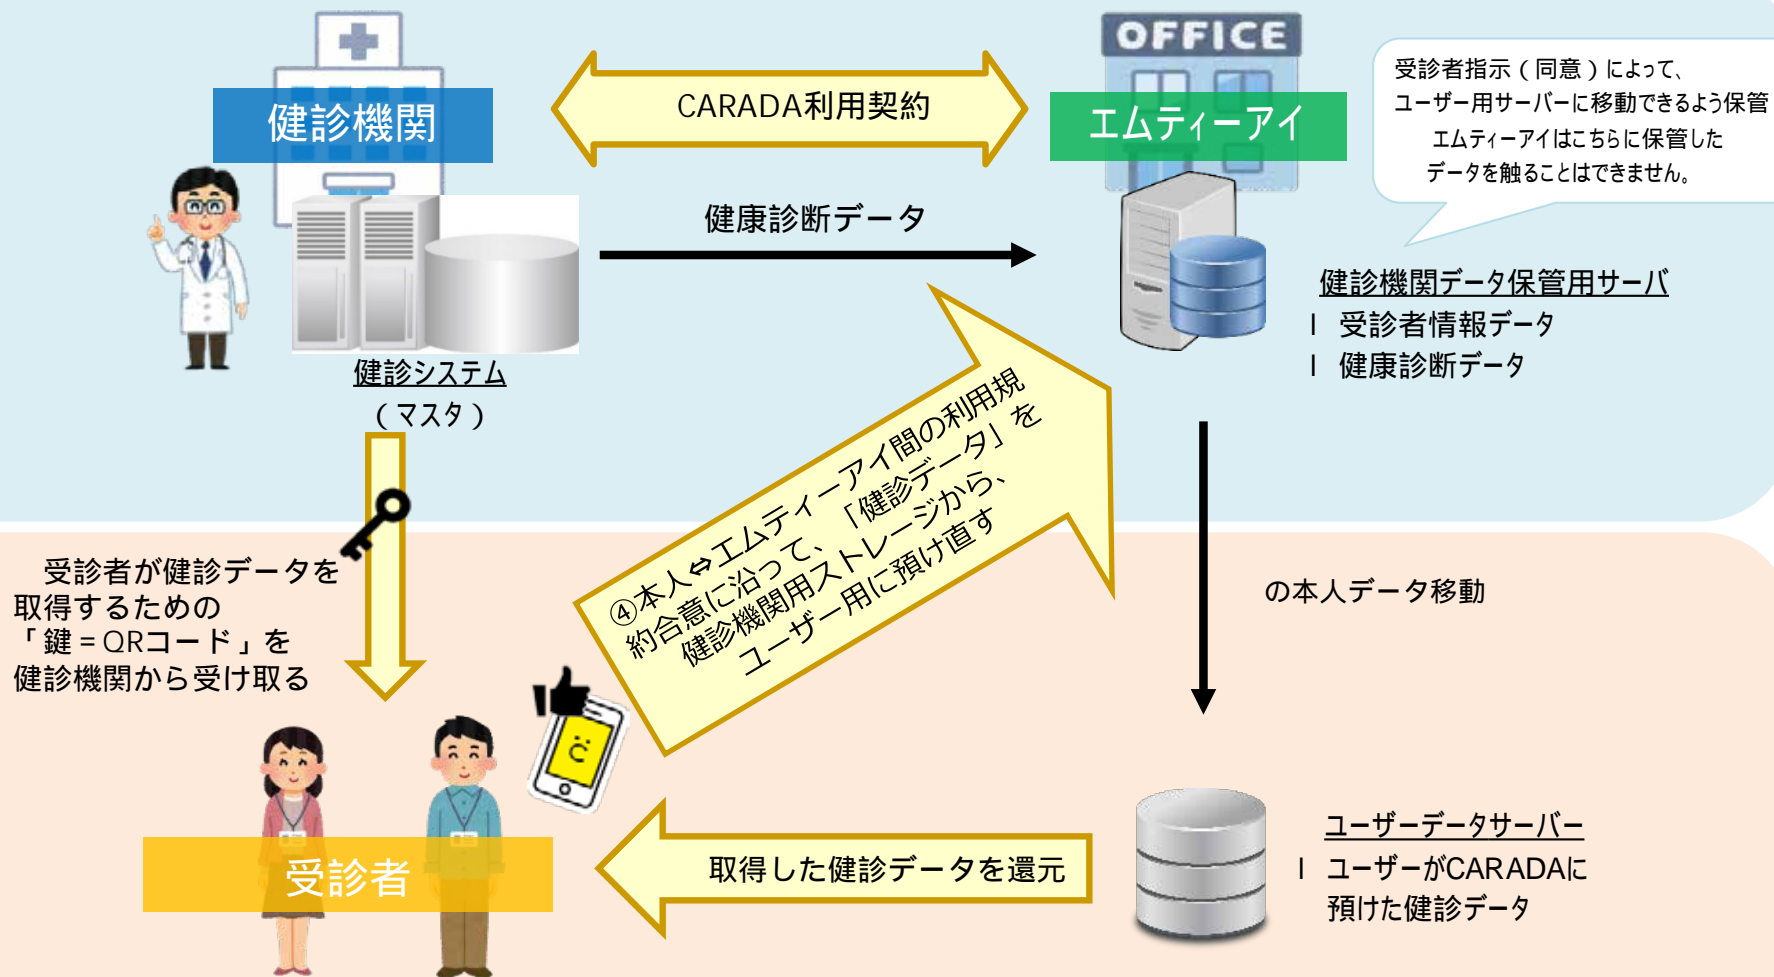 OFFICE
健診機関
CARADA利用契約
エムティーアイ
受診者指示（同意）によって、
ユーザー用サーバーに移動できるよう保管
エムティーアイはこちらに保管した
データを触ることはできません。
健康診断データ
健診システム
（マスタ）
健診機関データ保管用サーバ
l 受診者情報データ
l 健康診断データ
受診者が健診データを
取得するための
「鍵=QRコード」を
健診機関から受け取る
④本人⇔エムティーアイ間の利用規
約合意に沿って、「健診データ」を
健診機関用ストレージから、
ユーザー用に預け直す
の本人データ移動
受診者
取得した健診データを還元
ユーザーデータサーバー
l ユーザーがCARADAに
預けた健診データ